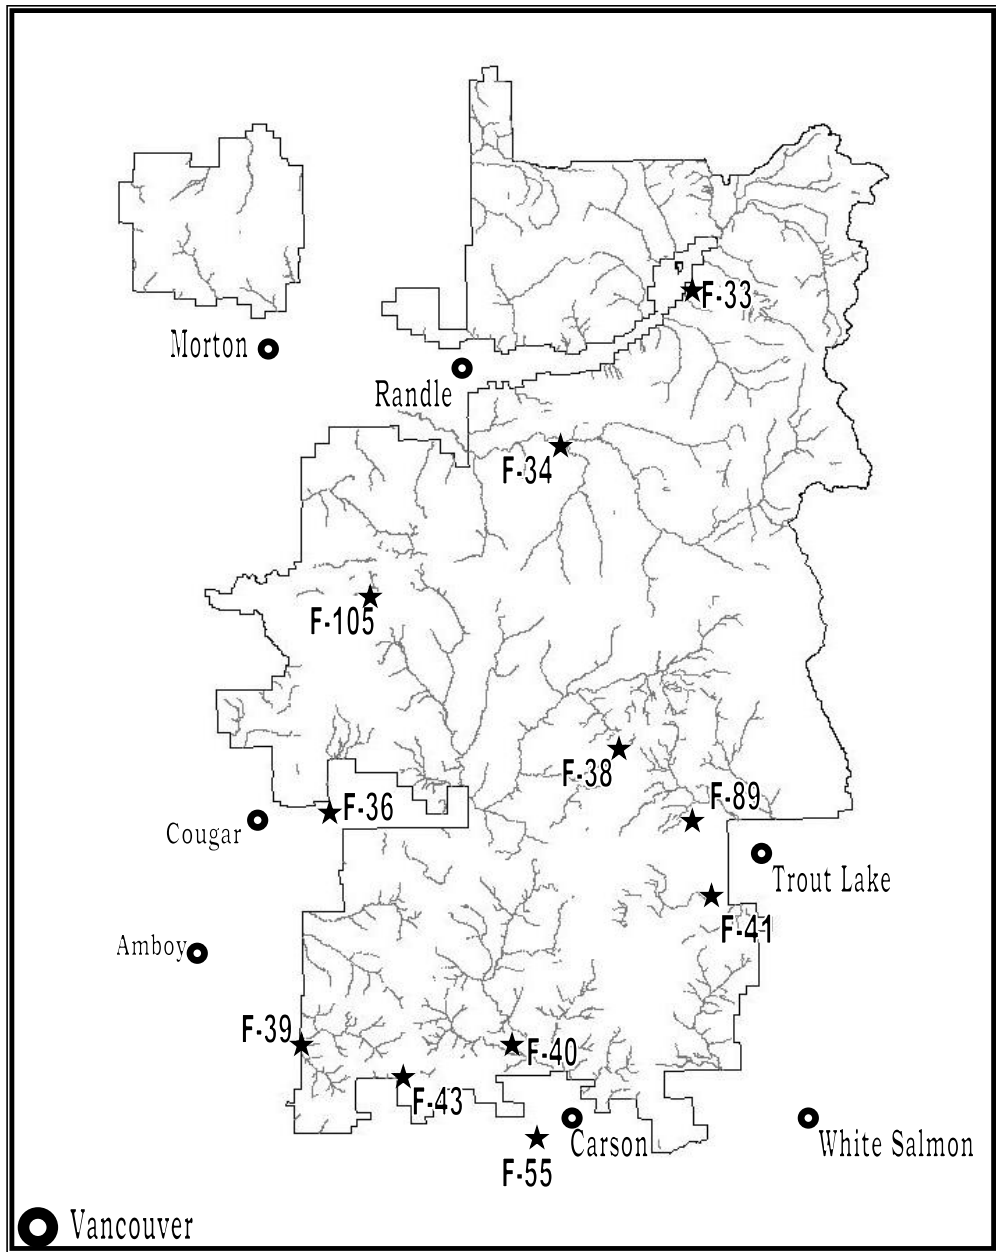 F-33
Morton
Randle
F-34
F-105
F-38
F-89
F-36
Cougar
Trout Lake
F-41
Amboy
F-39
F-40
F-43
Carson
White Salmon
F-55
Vancouver